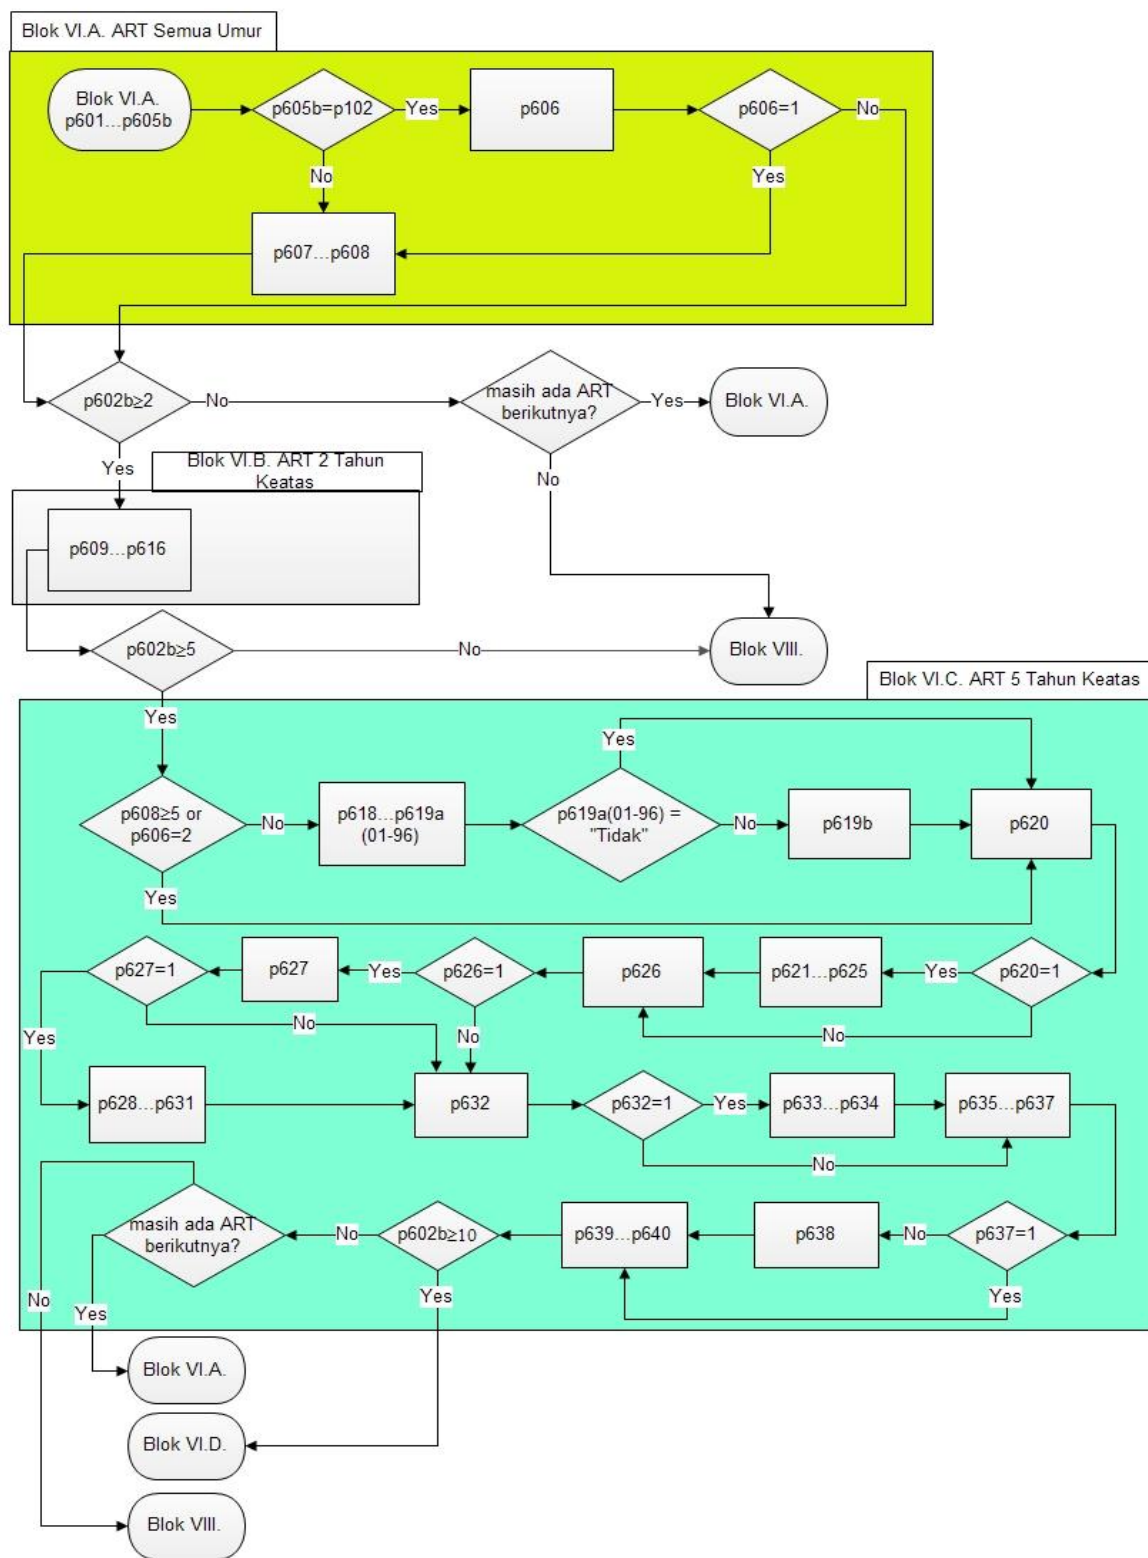 Blok VI.A. ART Semua Umur
Blok VI.A.
p601...p605b
p605b=p102
Yes
p606
p606=1
No
No
Yes
p607...p608
p602b≥2
No
masih ada ART
berikutnya?
Yes
Blok VI.A.
Yes
Blok VI.B. ART 2 Tahun
Keatas
No
p609...p616
p602b≥5
No
Blok VIII.
Blok VI.C. ART 5 Tahun Keatas
Yes
Yes
p608≥5 or
p606=2
No
p618...p619a
(01-96)
p619a(01-96) =
"Tidak"
No
p619b
p620
Yes
p627=1
p627
Yes
p626=1
p626
p621...p625
Yes
p620=1
No
No
No
Yes
p628...p631
p632
p632=1
Yes
p633...p634
p635...p637
No
masih ada ART
berikutnya?
No
p602b≥10
p639...p640
p638
No
p637=1
No
Yes
Yes
Yes
Blok VI.A.
Blok VI.D.
Blok VIII.